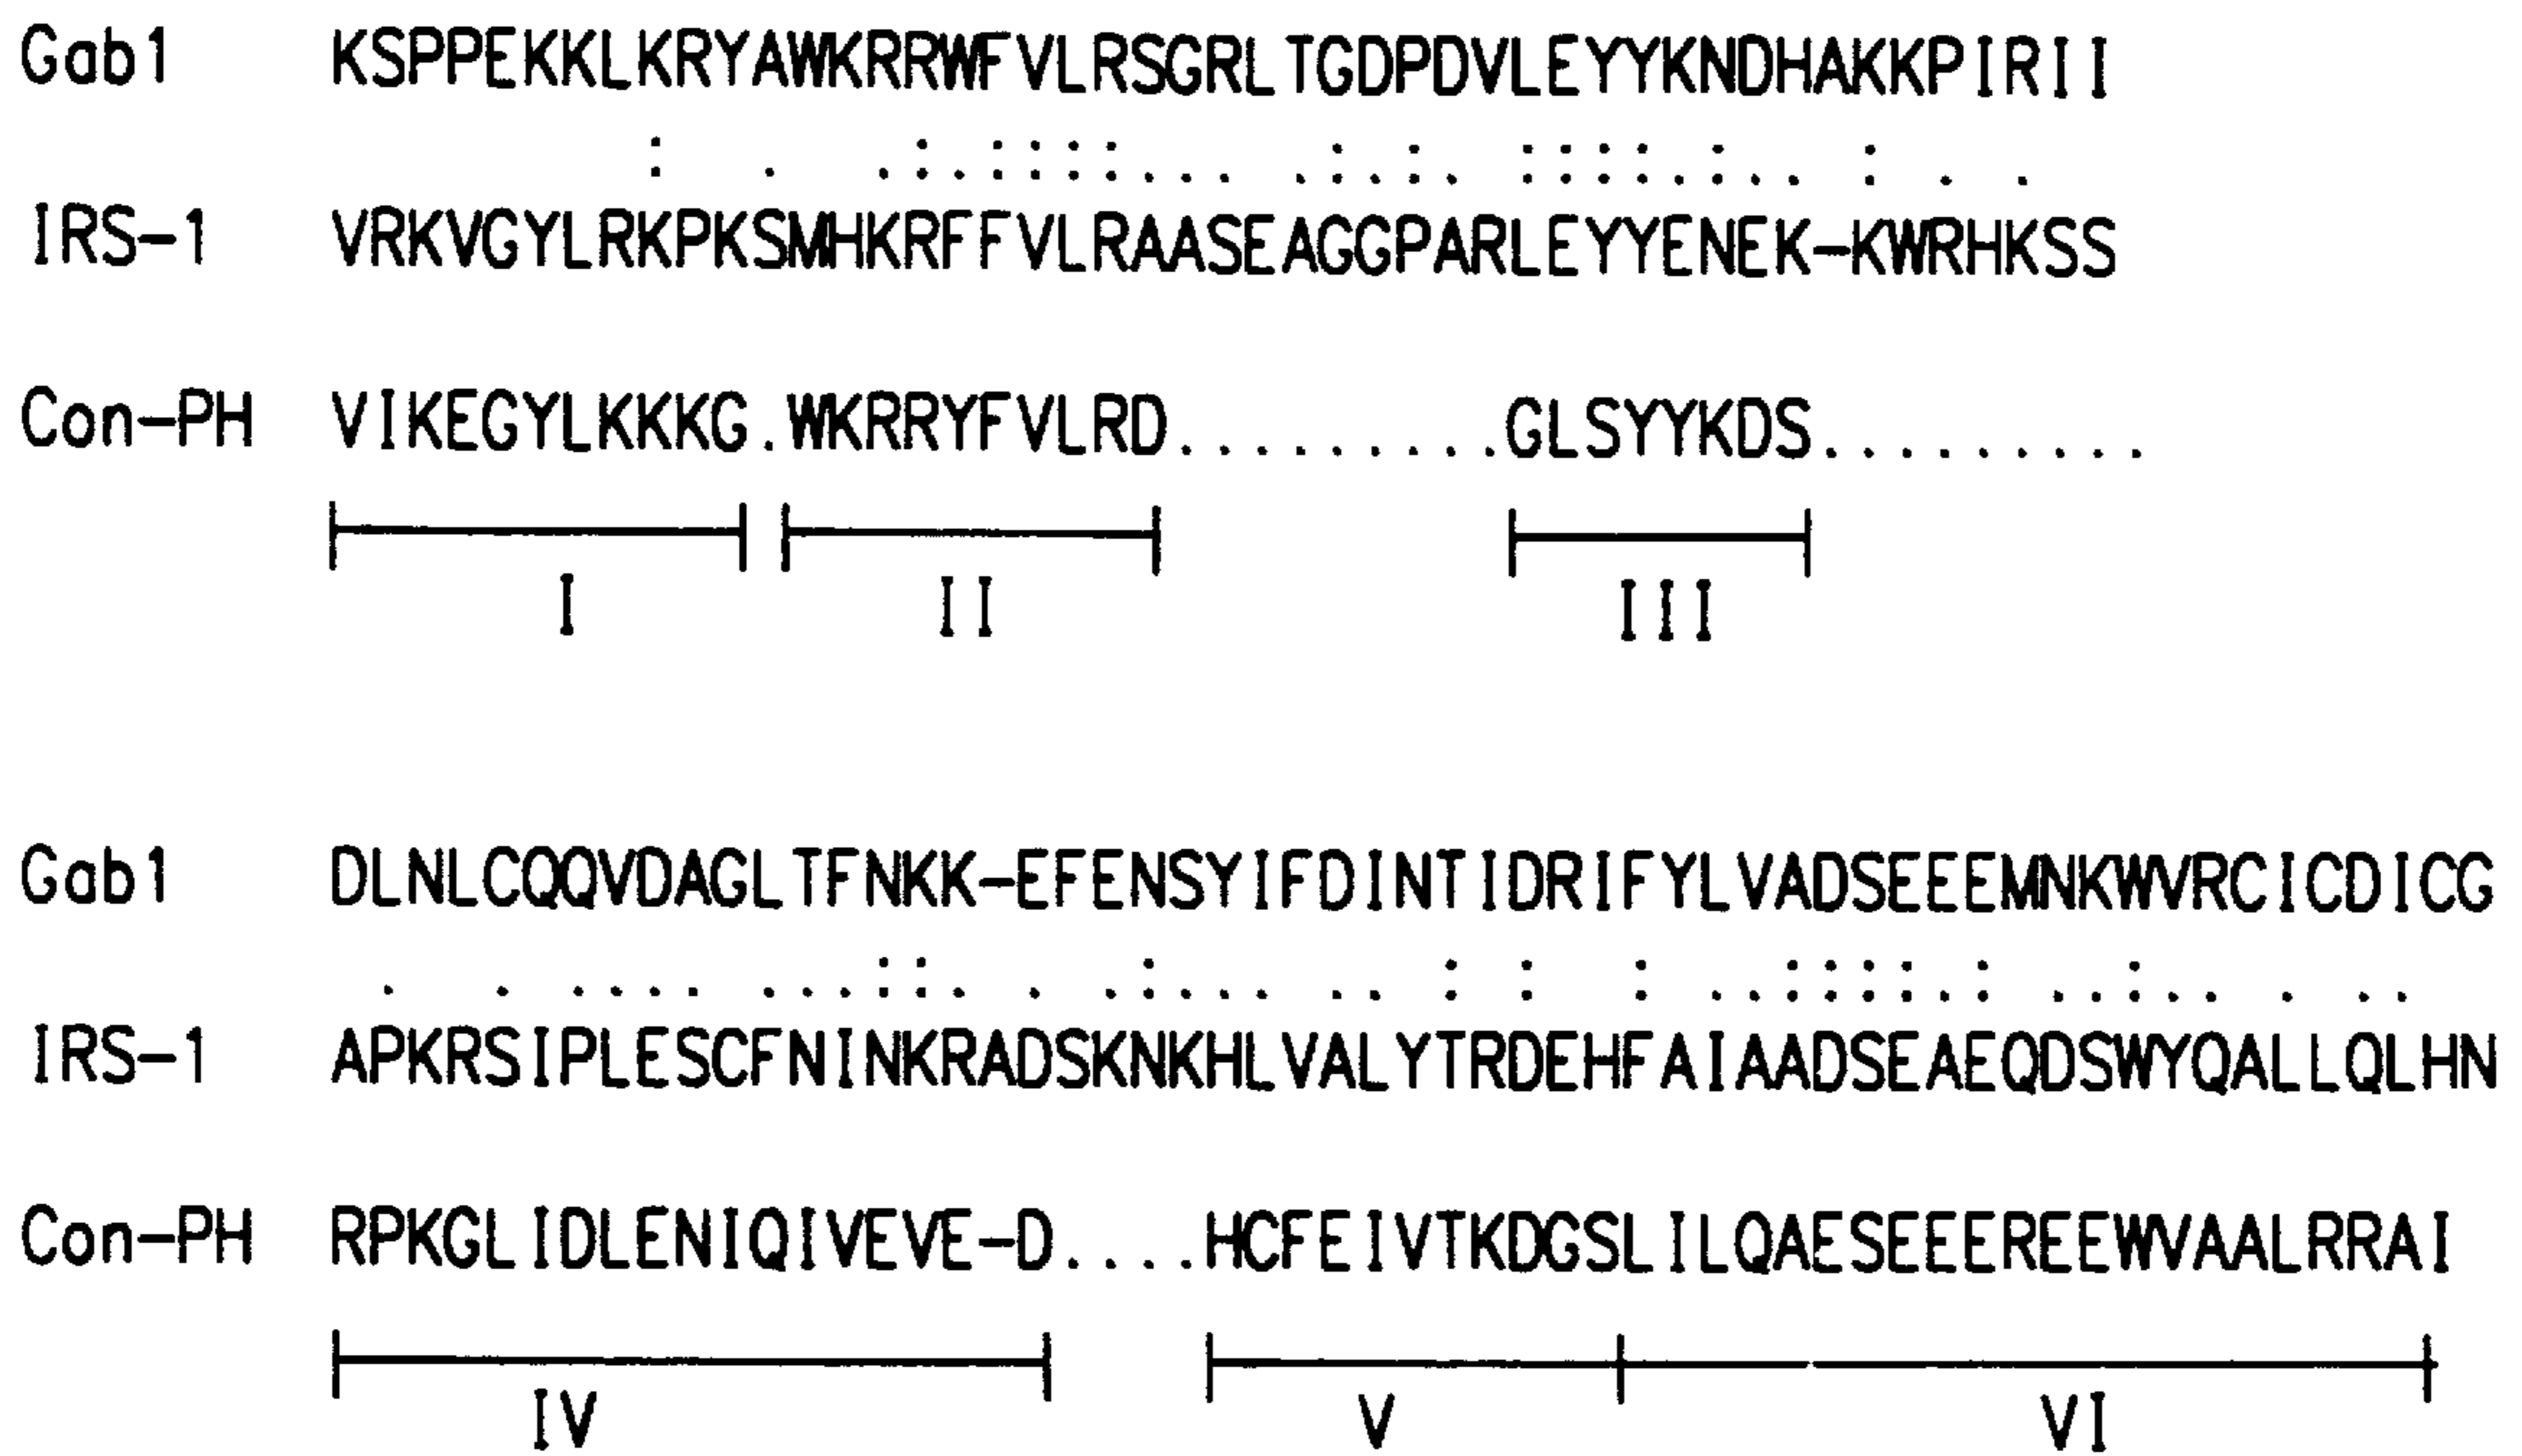 Gab1 KSPPEKKLKRYAWKRRWFVLRSGRLTGDPDVLEYYKNDHAKKPIRII
: . .:.::::... .:.:. ::::.:.. : . .
IRS-1 VRKVGYLRKPKSMHKRFFVLRAASEAGGPARLEYYENEK-KWRHKSS
Con-PH VIKEGYLKKKG.WKRRYFVLRD.........GLSYYKDS.........
I II III
Gab1 DLNLCQQVDAGLTFNKK-EFENSYIFDINTIDRIFYLVADSEEEMNKWVRCICDICG
. . .... ...::. . .:... .. : : : ..::::.: ..:.. . ..
IRS-1 APKRSIPLESCFNINKRADSKNKHLVALYTRDEHFAIAADSEAEQDSWYQALLQLHN
Con-PH RPKGLIDLENIQIVEVE-D....HCFEIVTKDGSLILQAESEEEREEWVAALRRAI
IV V VI